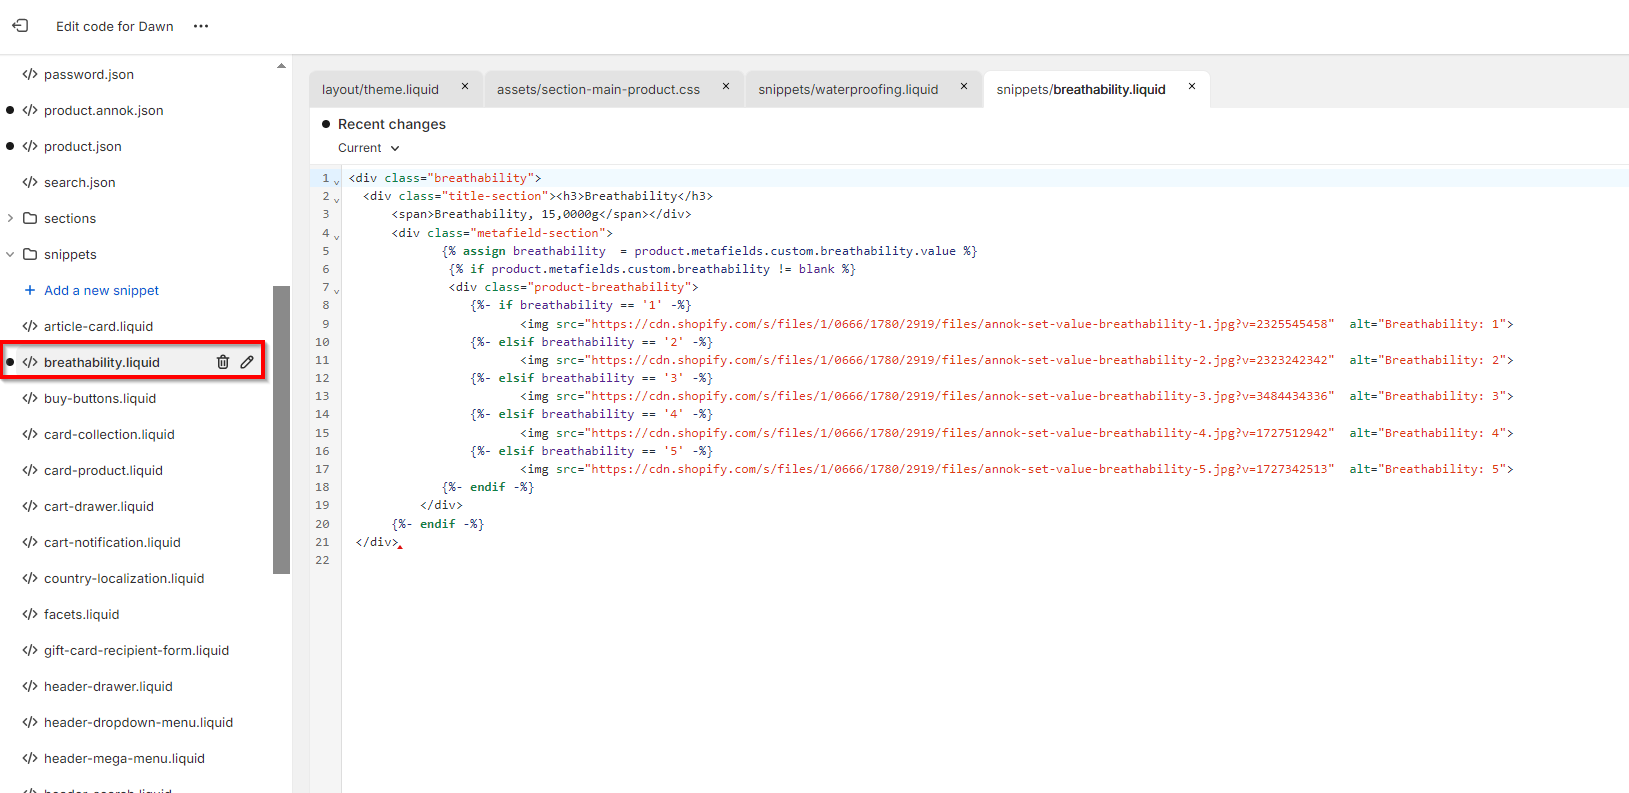 Edit code for Dawn ...
password.json
product.annok.json
product.json
search.json
sections
snippets
+ Add a new snippet
article-card.liquid
breathability.liquid
buy-buttons.liquid
card-collection.liquid
card-product.liquid
cart-drawer.liquid
cart-notification.liquid
country-localization.liquid
facets.liquid
gift-card-recipient-form.liquid
header-drawer.liquid
header-dropdown-menu.liquid
header-mega-menu.liquid
header-search.liquid
layout/theme.liquid × assets/section-main-product.css × snippets/waterproofing.liquid × snippets/breathability.liquid ×
Recent changes
Current
1 <div class="breathability">
2 <div class="title-section"><h3>Breathability</h3>
3 <span>Breathability, 15,0000g</span></div>
4 <div class="metafield-section">
5 {% assign breathability  = product.metafields.custom.breathability.value %}
6 {% if product.metafields.custom.breathability != blank %}
7 <div class="product-breathability">
8 {%- if breathability == '1' -%}
9 <img src="https://cdn.shopify.com/s/files/1/0666/1780/2919/files/annok-set-value-breathability-1.jpg?v=2325545458"  alt="Breathability: 1">
10 {%- elsif breathability == '2' -%}
11 <img src="https://cdn.shopify.com/s/files/1/0666/1780/2919/files/annok-set-value-breathability-2.jpg?v=2323242342"  alt="Breathability: 2">
12 {%- elsif breathability == '3' -%}
13 <img src="https://cdn.shopify.com/s/files/1/0666/1780/2919/files/annok-set-value-breathability-3.jpg?v=3484434336"  alt="Breathability: 3">
14 {%- elsif breathability == '4' -%}
15 <img src="https://cdn.shopify.com/s/files/1/0666/1780/2919/files/annok-set-value-breathability-4.jpg?v=1727512942"  alt="Breathability: 4">
16 {%- elsif breathability == '5' -%}
17 <img src="https://cdn.shopify.com/s/files/1/0666/1780/2919/files/annok-set-value-breathability-5.jpg?v=1727342513"  alt="Breathability: 5">
18 {%- endif -%}
19 </div>
20 {%- endif -%}
21 </div>
22